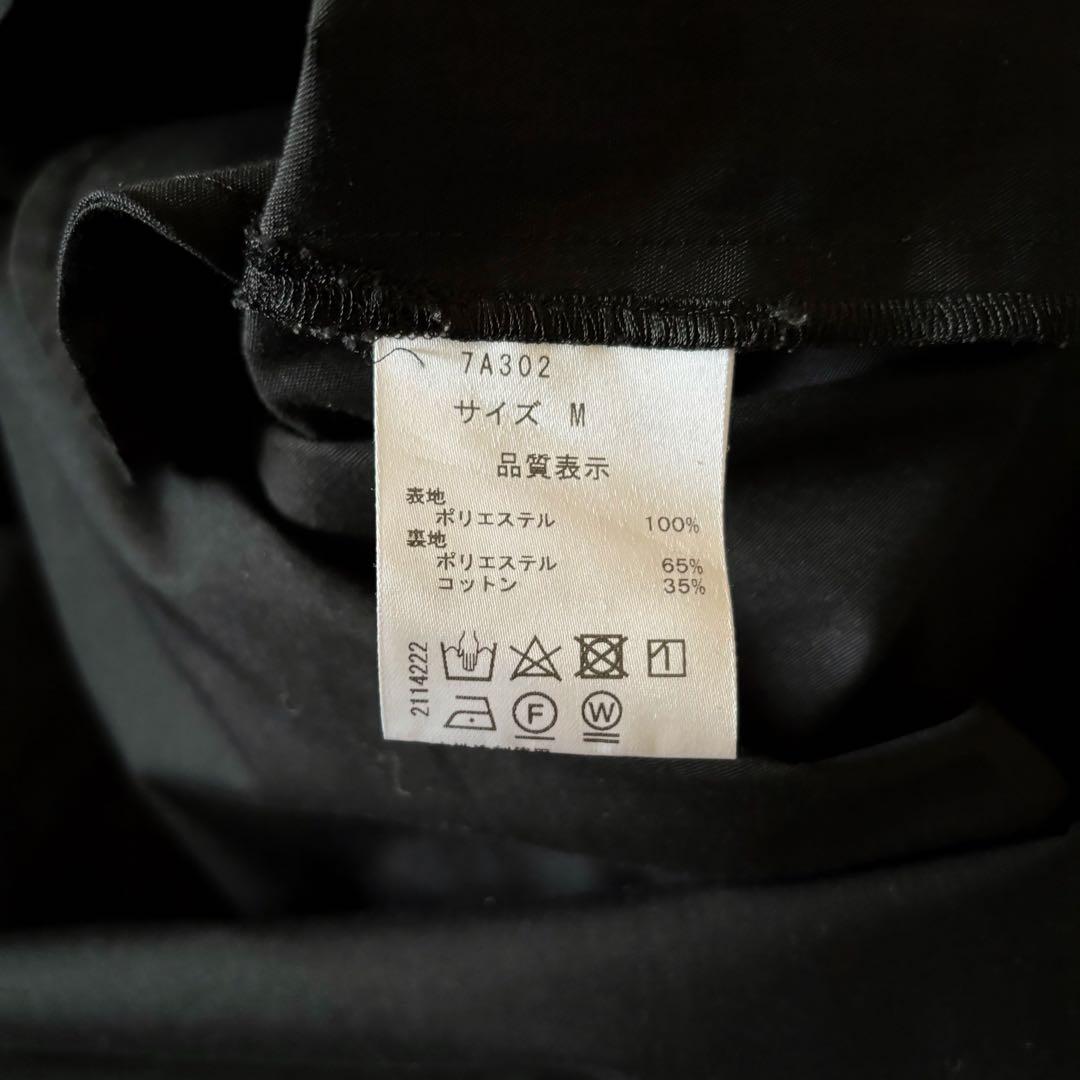 7A302
サイズ M
品質表示
表地
ポリエステル 100%
裏地
ポリエステル 65%
コットン 35%
2114222
F W